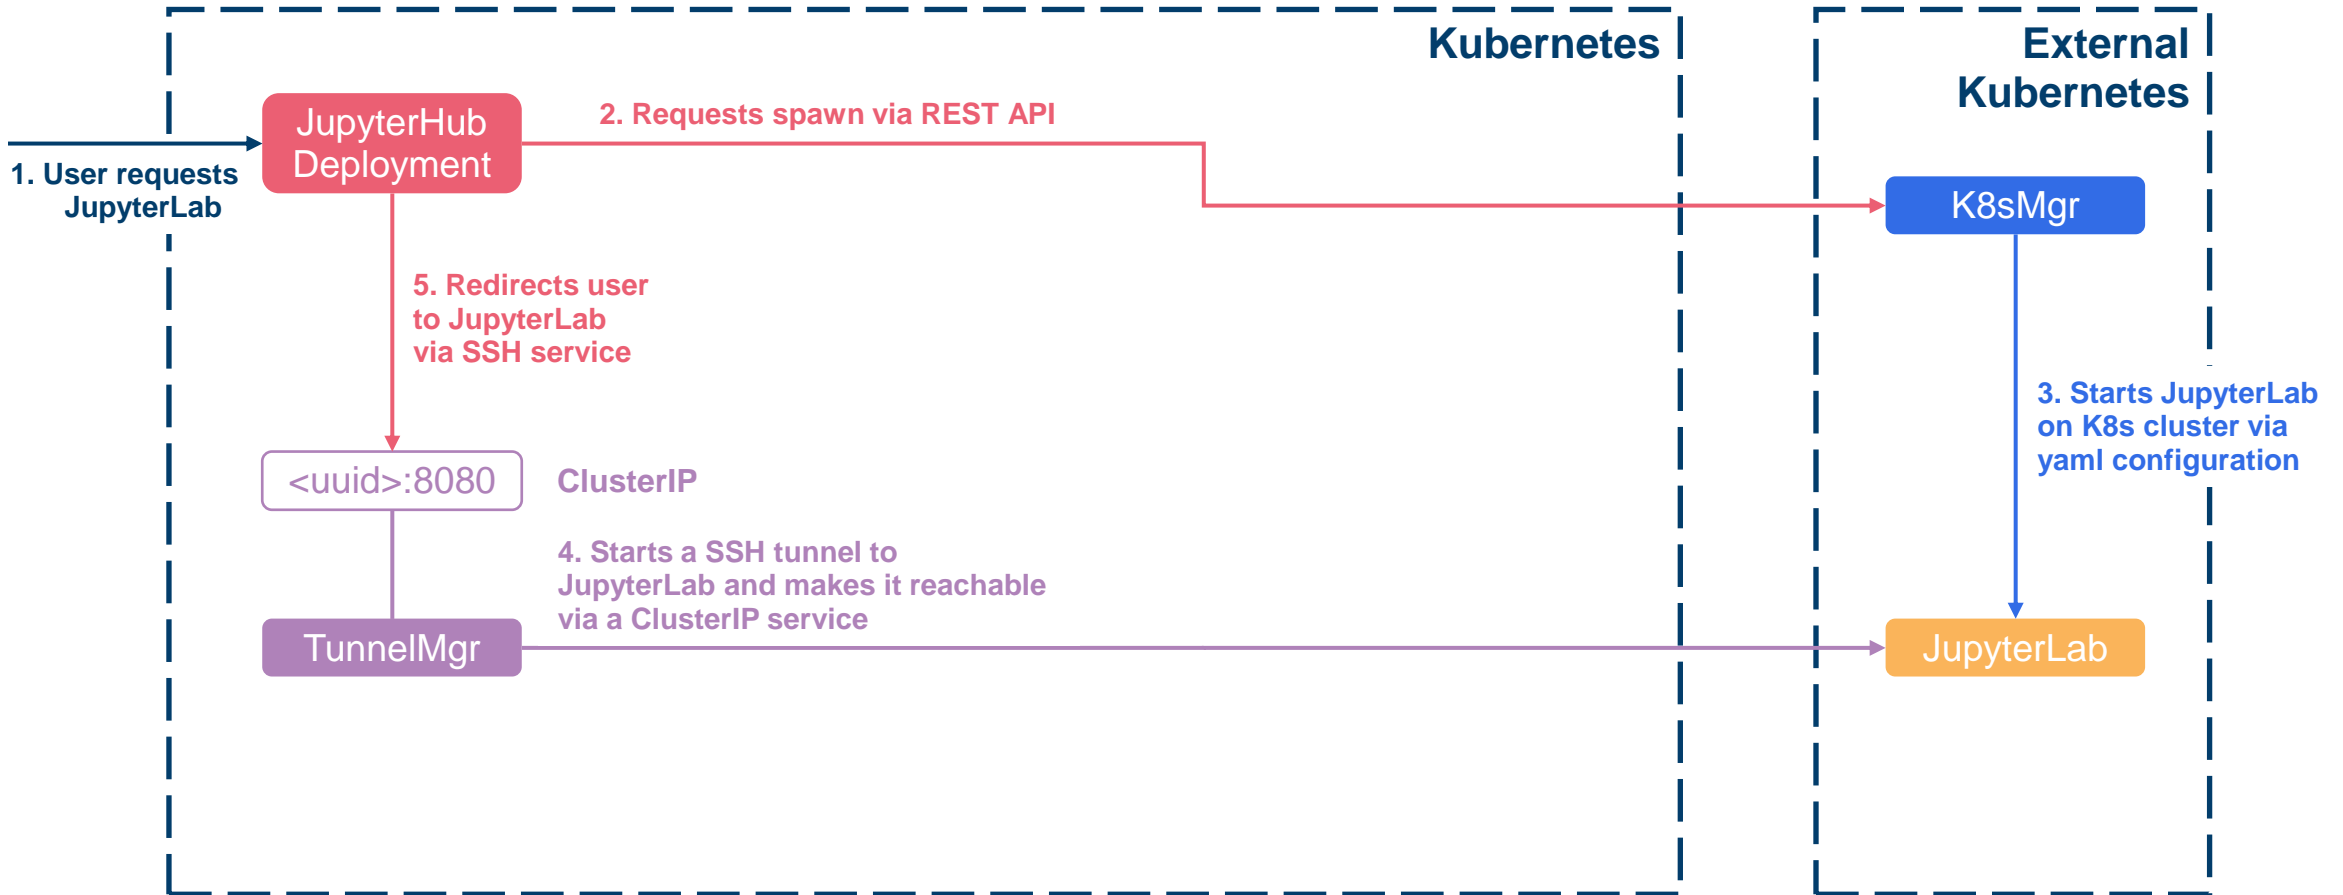 Kubernetes
External
Kubernetes
JupyterHub
Deployment
2. Requests spawn via REST API
1. User requests
JupyterLab
K8sMgr
5. Redirects user
to JupyterLab
via SSH service
3. Starts JupyterLab
on K8s cluster via
yaml configuration
<uuid>:8080
ClusterIP
4. Starts a SSH tunnel to
JupyterLab and makes it reachable
via a ClusterIP service
TunnelMgr
JupyterLab